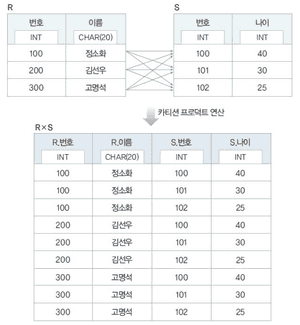 R
S
번호 이름
INT CHAR(20)
100 정소화
200 김선우
300 고명석
번호 나이
INT INT
100 40
101 30
102 25
카티션 프로덕트 연산
R×S
R.번호 R.이름 S.번호 S.나이
INT CHAR(20) INT INT
100 정소화 100 40
100 정소화 101 30
100 정소화 102 25
200 김선우 100 40
200 김선우 101 30
200 김선우 102 25
300 고명석 100 40
300 고명석 101 30
300 고명석 102 25